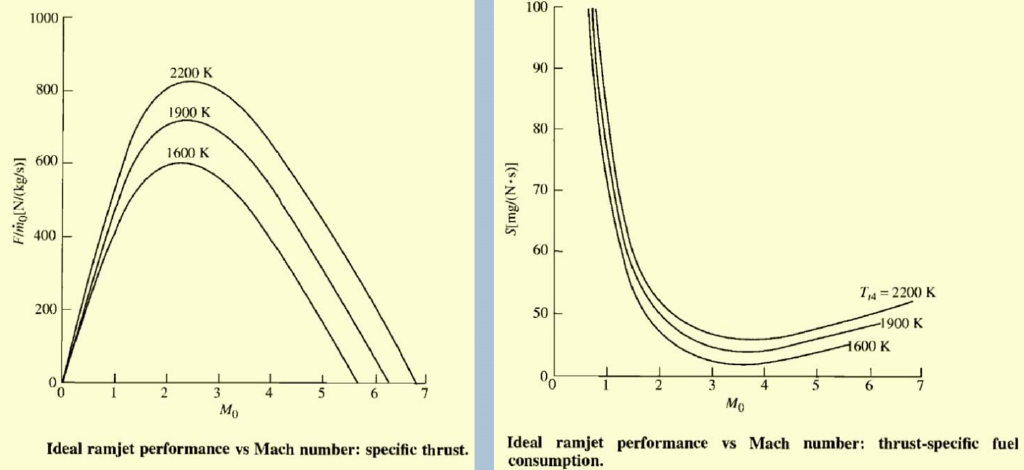 1000
800
600
400
200
0
F/ṁ0[N/(kg/s)]
2200 K
1900 K
1600 K
0 1 2 3 4 5 6 7
M0
Ideal ramjet performance vs Mach number: specific thrust.
100
90
80
70
60
50
0
S[mg/(N·s)]
Tt4 = 2200 K
1900 K
1600 K
0 1 2 3 4 5 6 7
M0
Ideal ramjet performance vs Mach number: thrust-specific fuel
consumption.